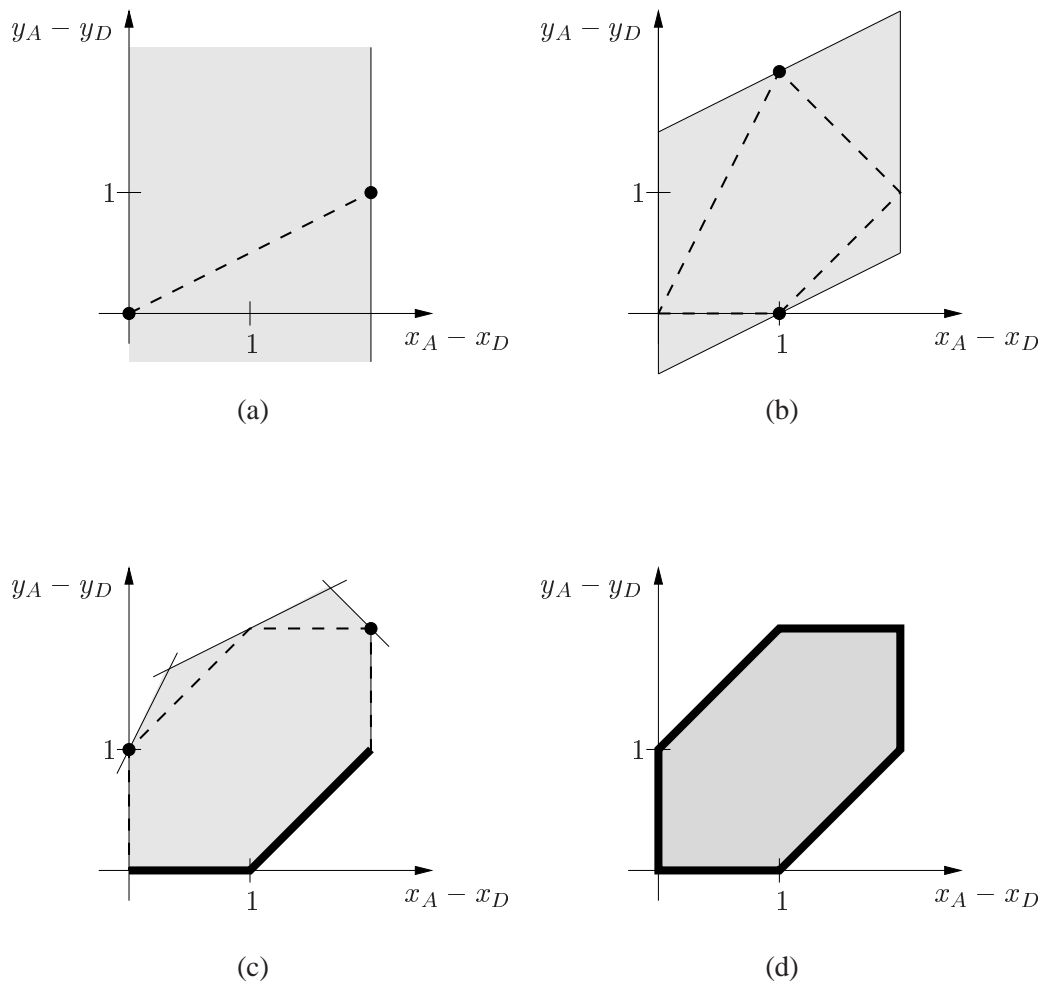 y_A − y_D
1
1
x_A − x_D
(a)
y_A − y_D
1
1
x_A − x_D
(b)
y_A − y_D
1
1
x_A − x_D
(c)
y_A − y_D
1
1
x_A − x_D
(d)